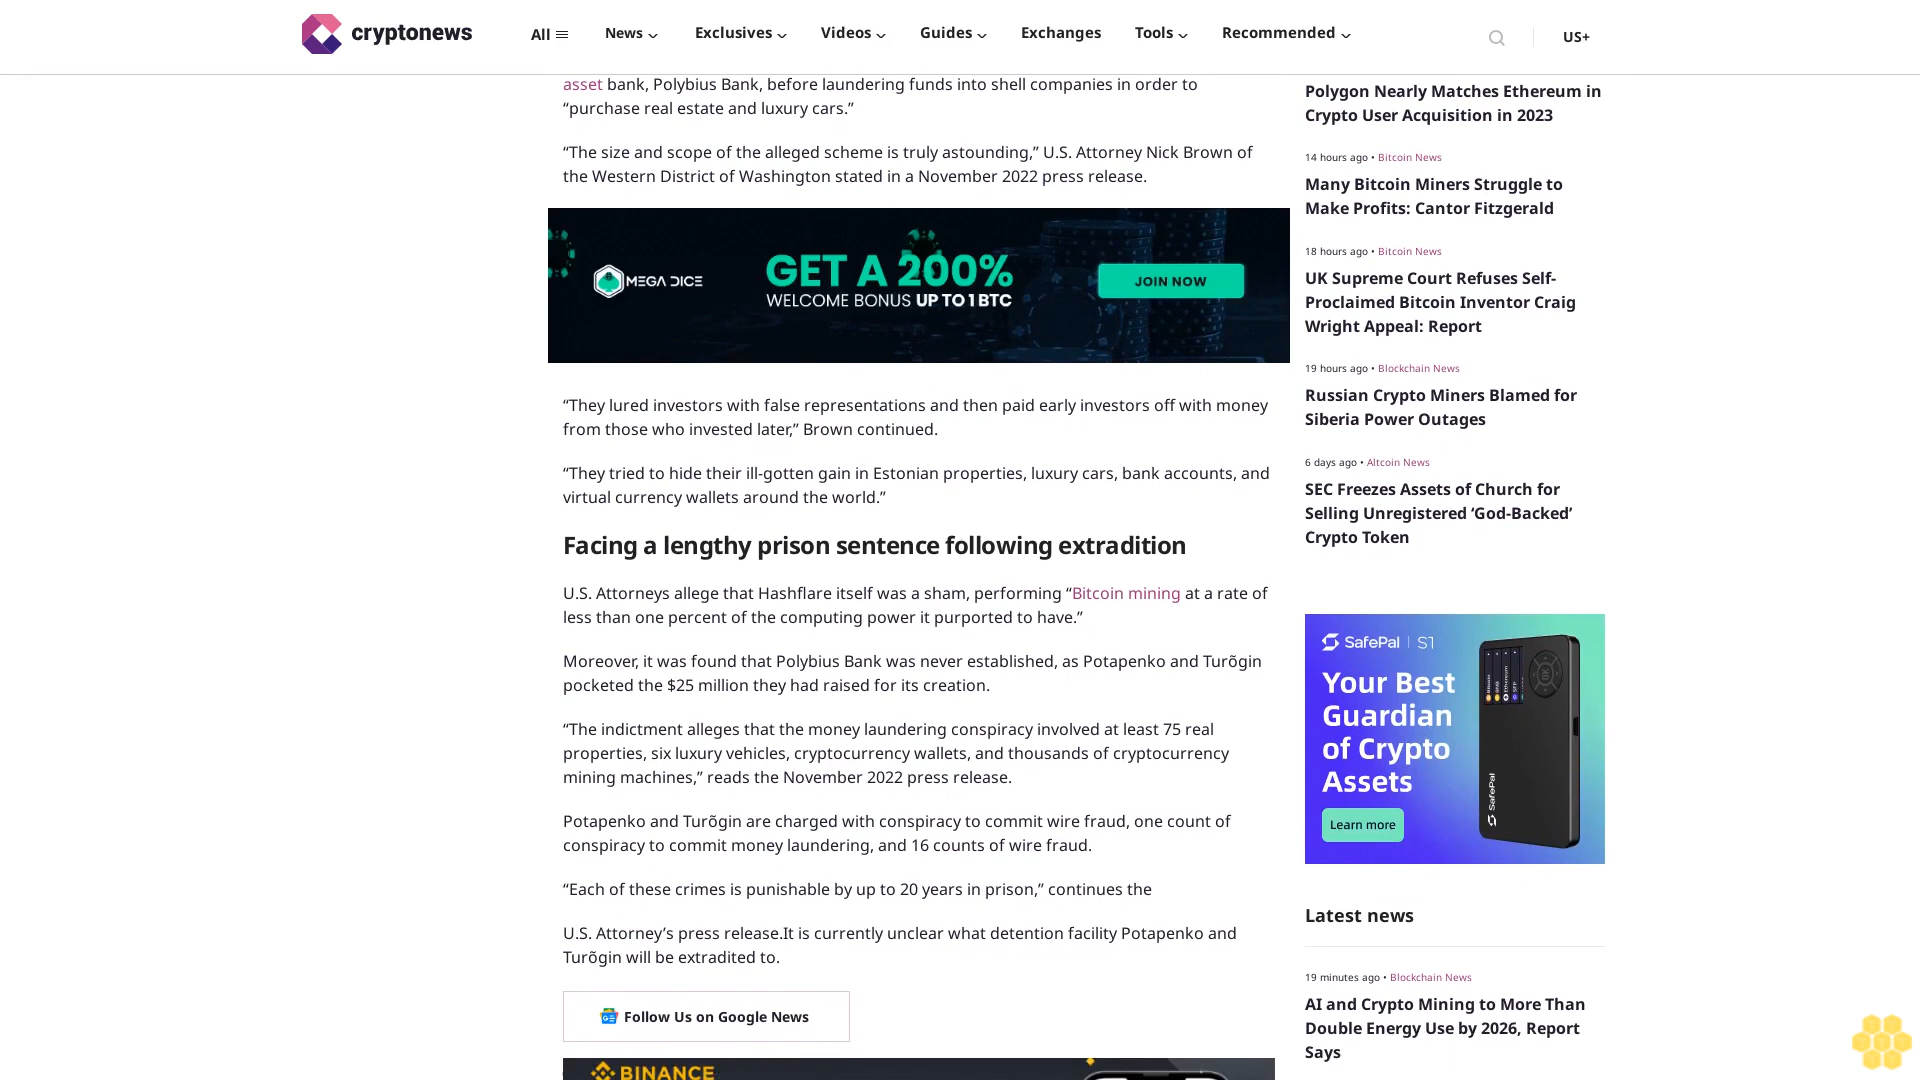 cryptonews
All
News
Exclusives
Videos
Guides
Exchanges
Tools
Recommended
US+
asset bank, Polybius Bank, before laundering funds into shell companies in order to
“purchase real estate and luxury cars.”
“The size and scope of the alleged scheme is truly astounding,” U.S. Attorney Nick Brown of
the Western District of Washington stated in a November 2022 press release.
MEGA DICE
GET A 200%
WELCOME BONUS UP TO 1 BTC
JOIN NOW
“They lured investors with false representations and then paid early investors off with money
from those who invested later,” Brown continued.
“They tried to hide their ill-gotten gain in Estonian properties, luxury cars, bank accounts, and
virtual currency wallets around the world.”
Facing a lengthy prison sentence following extradition
U.S. Attorneys allege that Hashflare itself was a sham, performing “Bitcoin mining at a rate of
less than one percent of the computing power it purported to have.”
Moreover, it was found that Polybius Bank was never established, as Potapenko and Turõgin
pocketed the $25 million they had raised for its creation.
“The indictment alleges that the money laundering conspiracy involved at least 75 real
properties, six luxury vehicles, cryptocurrency wallets, and thousands of cryptocurrency
mining machines,” reads the November 2022 press release.
Potapenko and Turõgin are charged with conspiracy to commit wire fraud, one count of
conspiracy to commit money laundering, and 16 counts of wire fraud.
“Each of these crimes is punishable by up to 20 years in prison,” continues the
U.S. Attorney’s press release.It is currently unclear what detention facility Potapenko and
Turõgin will be extradited to.
Follow Us on Google News
BINANCE
Polygon Nearly Matches Ethereum in
Crypto User Acquisition in 2023
14 hours ago • Bitcoin News
Many Bitcoin Miners Struggle to
Make Profits: Cantor Fitzgerald
18 hours ago • Bitcoin News
UK Supreme Court Refuses Self-
Proclaimed Bitcoin Inventor Craig
Wright Appeal: Report
19 hours ago • Blockchain News
Russian Crypto Miners Blamed for
Siberia Power Outages
6 days ago • Altcoin News
SEC Freezes Assets of Church for
Selling Unregistered ‘God-Backed’
Crypto Token
SafePal | S1
Your Best
Guardian
of Crypto
Assets
Learn more
SafePal
Latest news
19 minutes ago • Blockchain News
AI and Crypto Mining to More Than
Double Energy Use by 2026, Report
Says